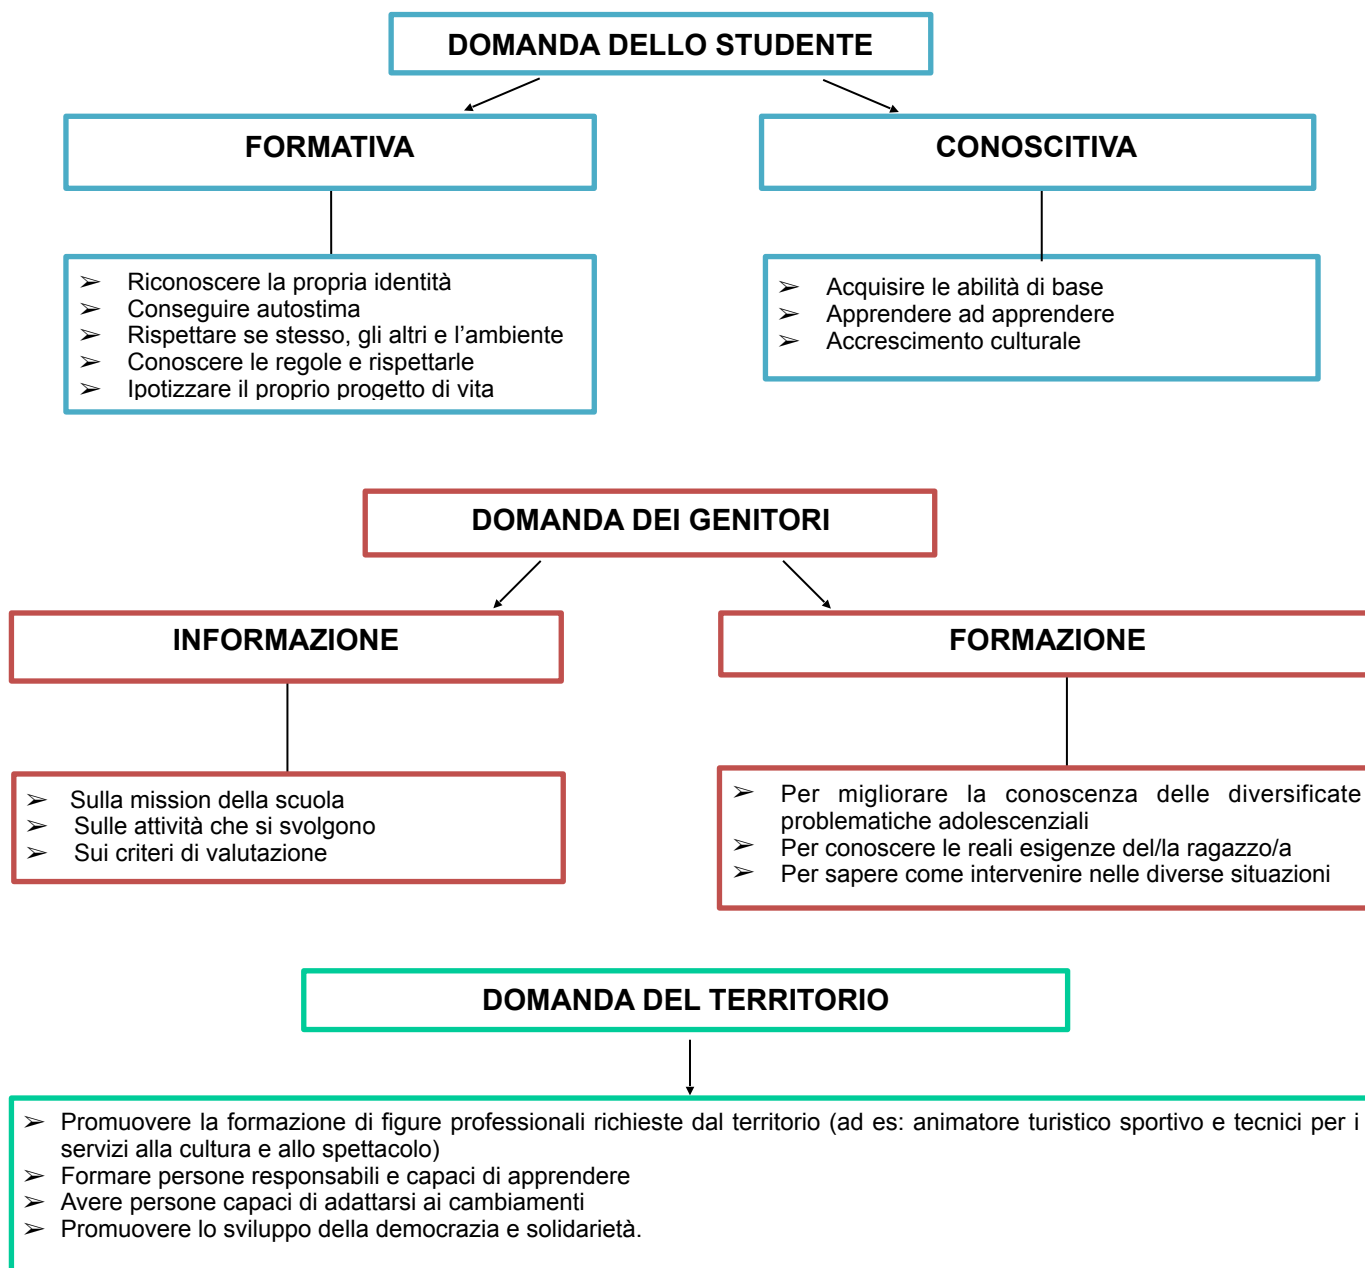 DOMANDA DELLO STUDENTE
FORMATIVA
CONOSCITIVA
➢ Riconoscere la propria identità
➢ Conseguire autostima
➢ Rispettare se stesso, gli altri e l’ambiente
➢ Conoscere le regole e rispettarle
➢ Ipotizzare il proprio progetto di vita
➢ Acquisire le abilità di base
➢ Apprendere ad apprendere
➢ Accrescimento culturale
DOMANDA DEI GENITORI
INFORMAZIONE
FORMAZIONE
➢ Sulla mission della scuola
➢ Sulle attività che si svolgono
➢ Sui criteri di valutazione
➢ Per migliorare la conoscenza delle diversificate
problematiche adolescenziali
➢ Per conoscere le reali esigenze del/la ragazzo/a
➢ Per sapere come intervenire nelle diverse situazioni
DOMANDA DEL TERRITORIO
➢ Promuovere la formazione di figure professionali richieste dal territorio (ad es: animatore turistico sportivo e tecnici per i
servizi alla cultura e allo spettacolo)
➢ Formare persone responsabili e capaci di apprendere
➢ Avere persone capaci di adattarsi ai cambiamenti
➢ Promuovere lo sviluppo della democrazia e solidarietà.